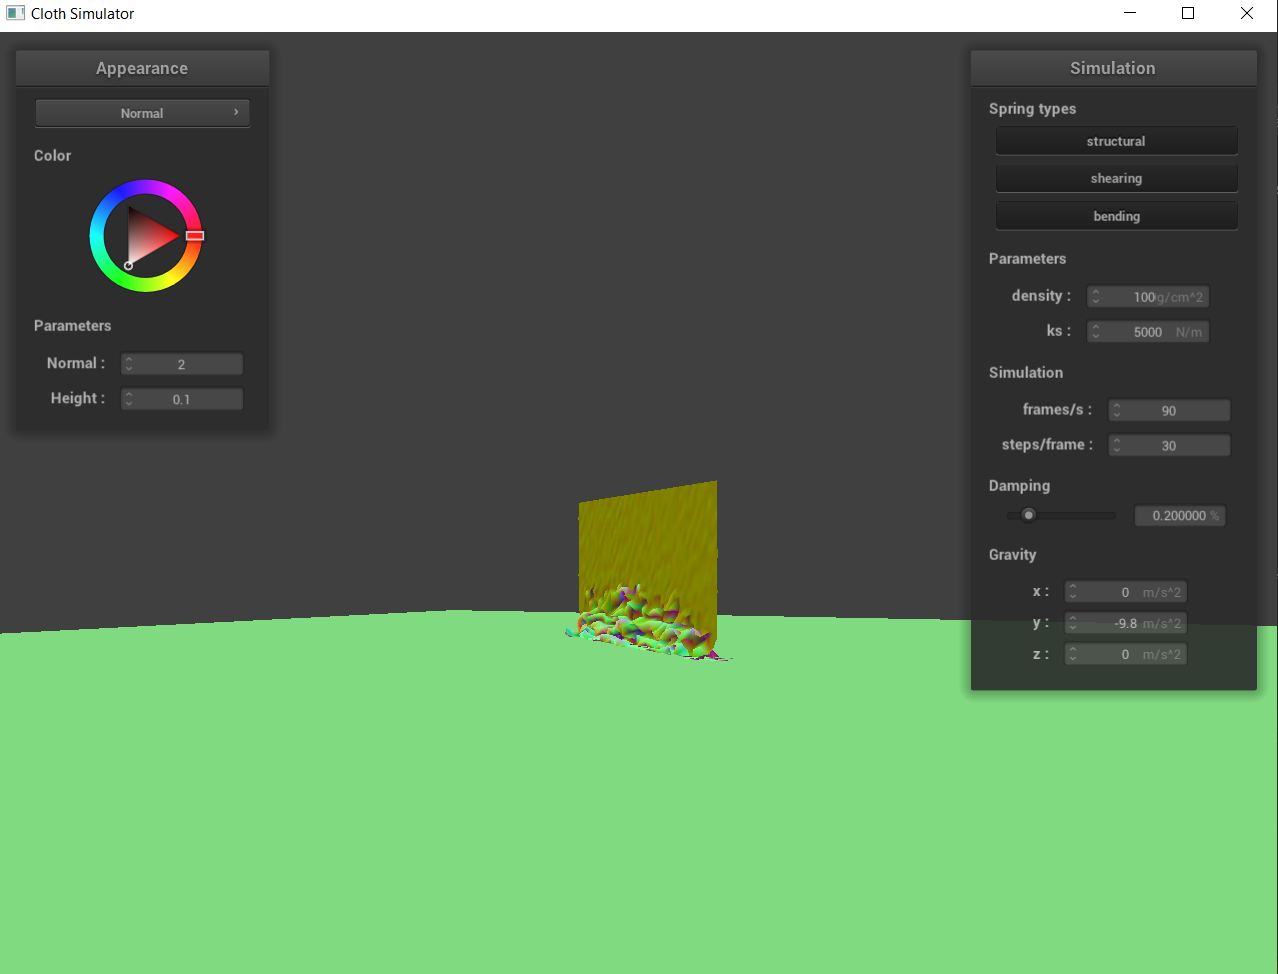 Cloth Simulator
Appearance
Normal
Color
Parameters
Normal : 2
Height : 0.1
Simulation
Spring types
structural
shearing
bending
Parameters
density : 100g/cm^2
ks : 5000 N/m
Simulation
frames/s : 90
steps/frame : 30
Damping
0.200000 %
Gravity
x : 0 m/s^2
y : -9.8 m/s^2
z : 0 m/s^2